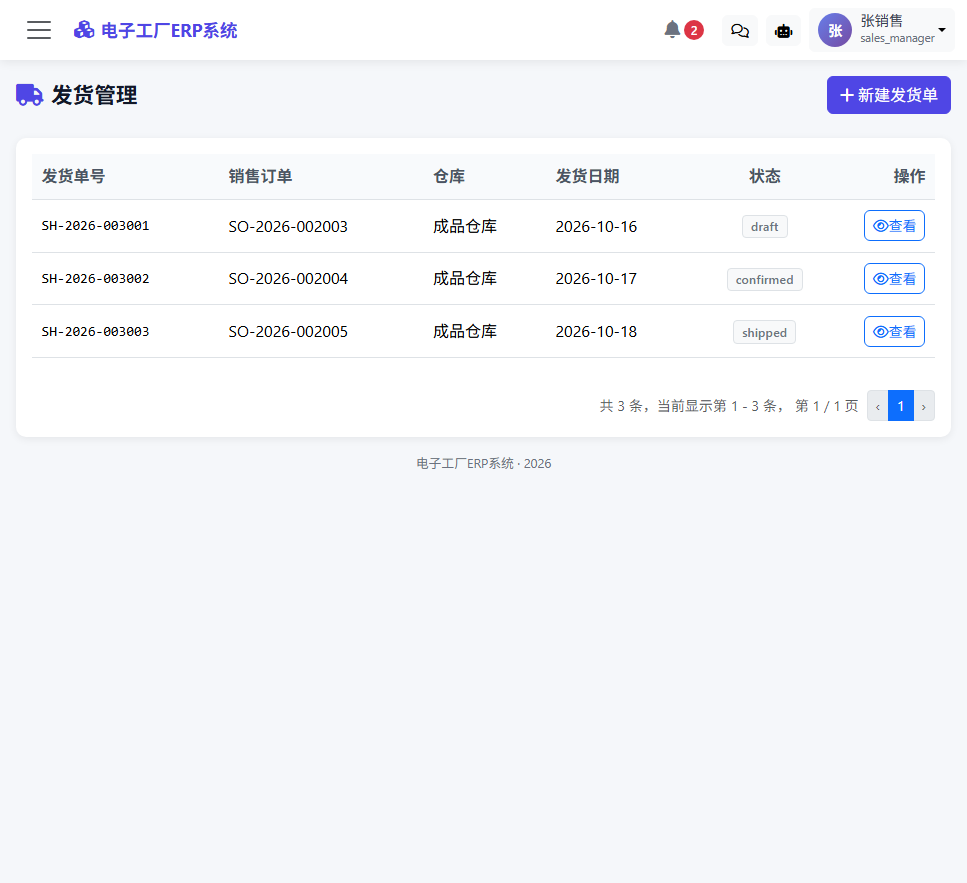 电子工厂ERP系统
2
张
张销售
sales_manager
发货管理
新建发货单
发货单号 销售订单 仓库 发货日期 状态 操作
SH-2026-003001 SO-2026-002003 成品仓库 2026-10-16 draft 查看
SH-2026-003002 SO-2026-002004 成品仓库 2026-10-17 confirmed 查看
SH-2026-003003 SO-2026-002005 成品仓库 2026-10-18 shipped 查看
共 3 条，当前显示第 1 - 3 条， 第 1 / 1 页 ‹ 1 ›
电子工厂ERP系统 · 2026